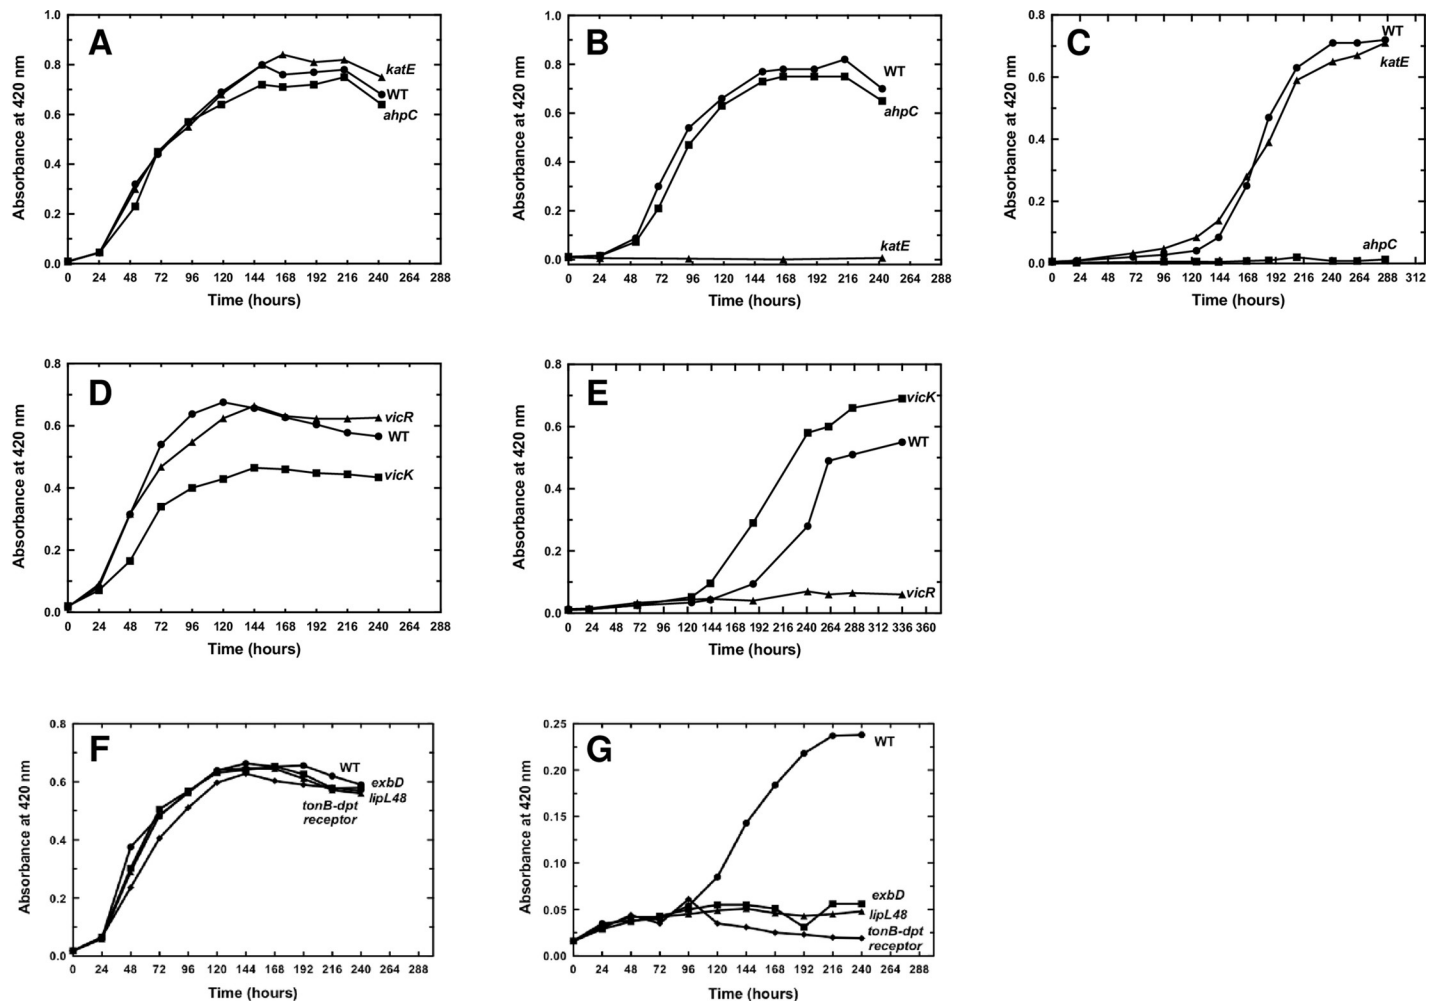 A
Absorbance at 420 nm
1.0
0.8
0.6
0.4
0.2
0.0
katE
WT
ahpC
0 24 48 72 96 120 144 168 192 216 240 264 288
Time (hours)
B
Absorbance at 420 nm
1.0
0.8
0.6
0.4
0.2
0.0
WT
ahpC
katE
0 24 48 72 96 120 144 168 192 216 240 264 288
Time (hours)
C
Absorbance at 420 nm
0.8
0.6
0.4
0.2
0.0
WT
katE
ahpC
0 24 48 72 96 120 144 168 192 216 240 264 288 312
Time (hours)
D
Absorbance at 420 nm
0.8
0.6
0.4
0.2
0.0
vicR
WT
vicK
0 24 48 72 96 120 144 168 192 216 240 264 288
Time (hours)
E
Absorbance at 420 nm
0.8
0.6
0.4
0.2
0.0
vicK
WT
vicR
0 24 48 72 96 120 144 168 192 216 240 264 288 312 336 360
Time (hours)
F
Absorbance at 420 nm
0.8
0.6
0.4
0.2
0.0
WT
exbD
lipL48
tonB-dpt
receptor
0 24 48 72 96 120 144 168 192 216 240 264 288
Time (hours)
G
Absorbance at 420 nm
0.25
0.20
0.15
0.10
0.05
0.00
WT
exbD
lipL48
tonB-dpt
receptor
0 24 48 72 96 120 144 168 192 216 240 264 288
Time (hours)